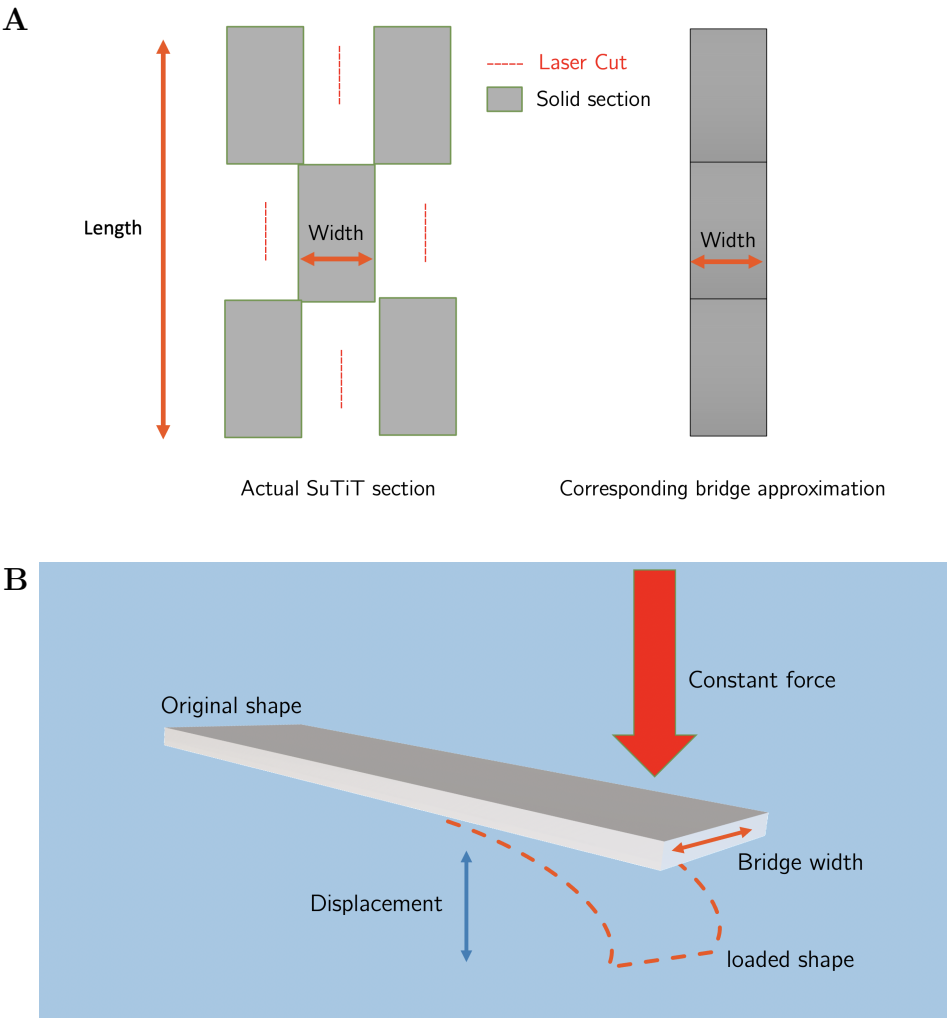 A
Laser Cut
Solid section
Length
Width
Width
Actual SuTiT section
Corresponding bridge approximation
B
Constant force
Original shape
Bridge width
Displacement
loaded shape